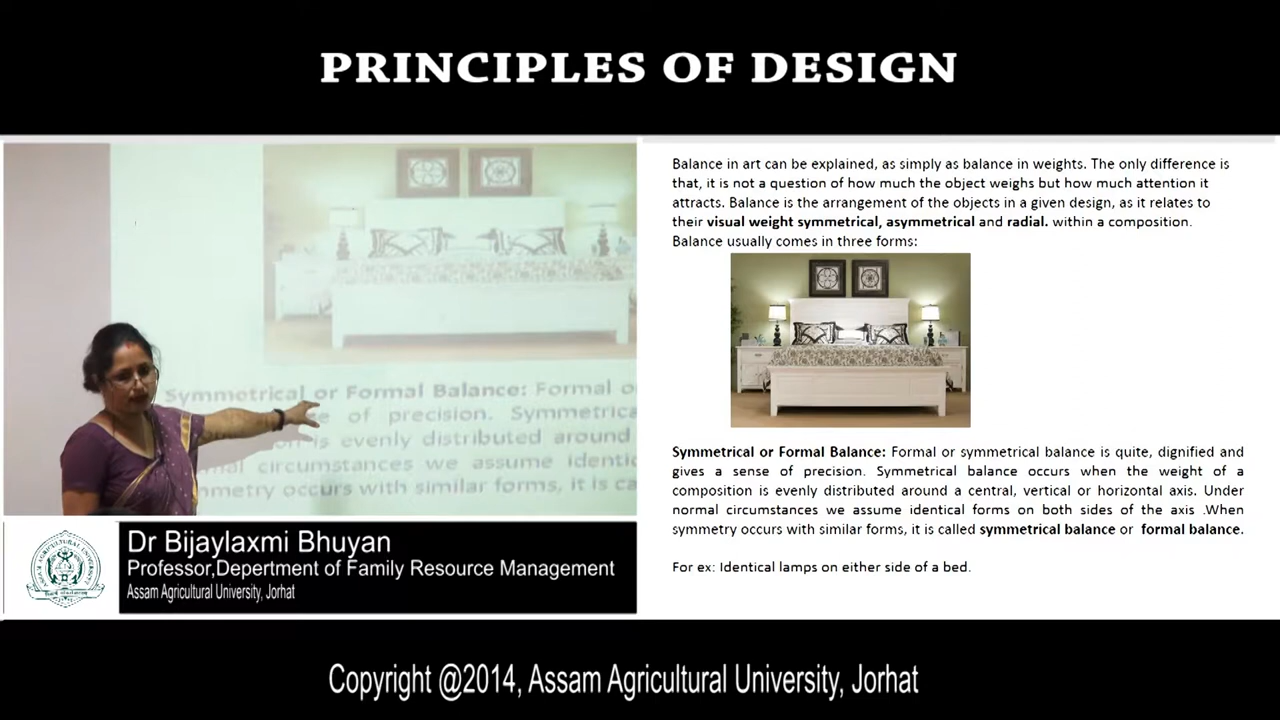 PRINCIPLES OF DESIGN
Symmetrical or Formal Balance: Formal o
of precision. Symmetrica
is evenly distributed around
circumstances we assume identi
mmetry occurs with similar forms, it is ca
Dr Bijaylaxmi Bhuyan
Professor,Depertment of Family Resource Management
Assam Agricultural University, Jorhat
Balance in art can be explained, as simply as balance in weights. The only difference is
that, it is not a question of how much the object weighs but how much attention it
attracts. Balance is the arrangement of the objects in a given design, as it relates to
their visual weight symmetrical, asymmetrical and radial. within a composition.
Balance usually comes in three forms:
Symmetrical or Formal Balance: Formal or symmetrical balance is quite, dignified and
gives a sense of precision. Symmetrical balance occurs when the weight of a
composition is evenly distributed around a central, vertical or horizontal axis. Under
normal circumstances we assume identical forms on both sides of the axis .When
symmetry occurs with similar forms, it is called symmetrical balance or formal balance.
For ex: Identical lamps on either side of a bed.
Copyright @2014, Assam Agricultural University, Jorhat